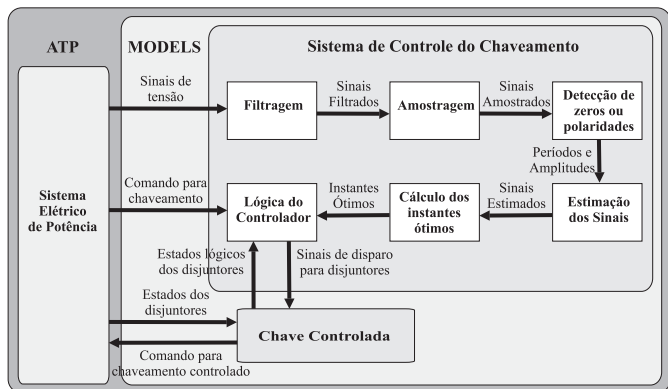 ATP
MODELS
Sistema de Controle do Chaveamento
Sinais de
tensão
Filtragem
Sinais
Filtrados
Amostragem
Sinais
Amostrados
Detecção de
zeros ou
polaridades
Períodos e
Amplitudes
Sistema
Elétrico
de Potência
Comando para
chaveamento
Lógica do
Controlador
Instantes
Ótimos
Cálculo dos
instantes
ótimos
Sinais
Estimados
Estimação
dos Sinais
Estados lógicos
dos disjuntores
Sinais de disparo
para disjuntores
Estados dos
disjuntores
Chave Controlada
Comando para
chaveamento controlado